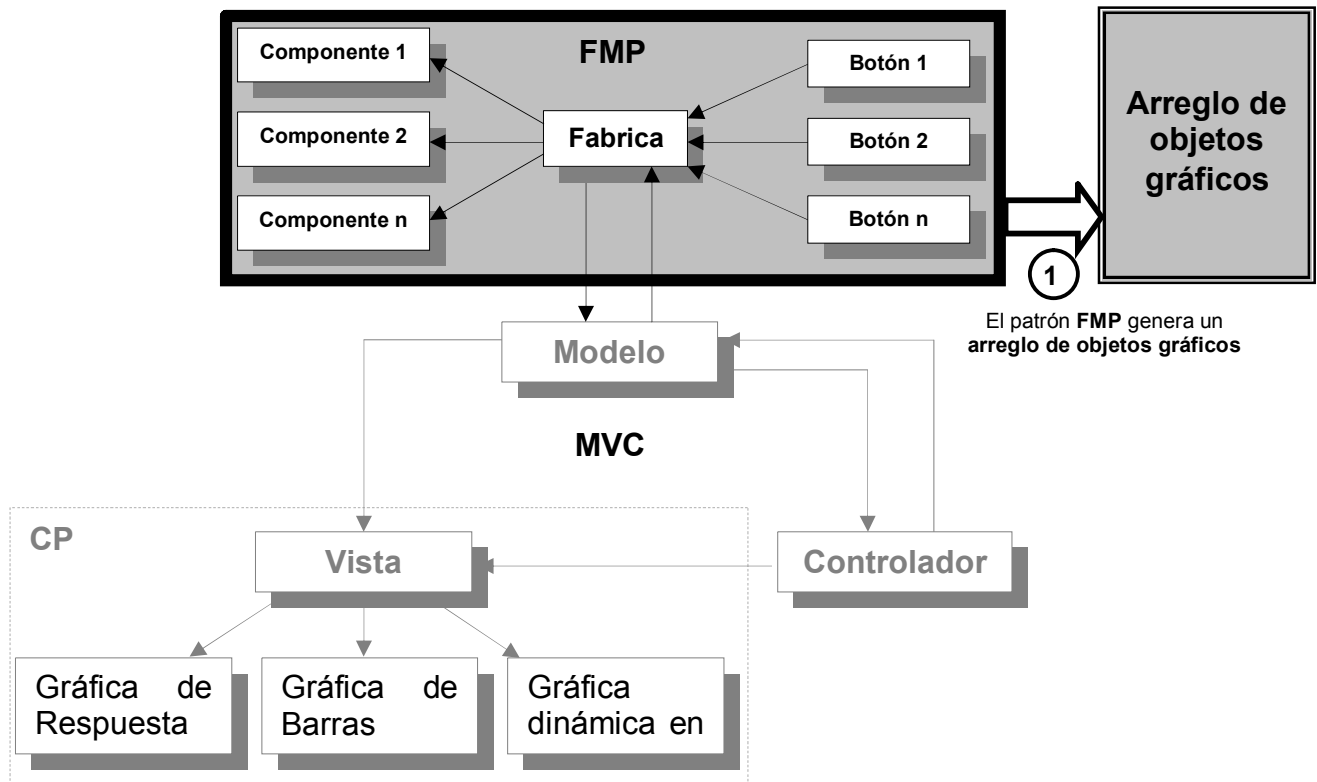 FMP
Componente 1
Componente 2
Componente n
Fabrica
Botón 1
Botón 2
Botón n
Arreglo de
objetos
gráficos
1
El patrón FMP genera un
arreglo de objetos gráficos
Modelo
MVC
CP
Vista
Controlador
Gráfica de
Respuesta
Gráfica de
Barras
Gráfica
dinámica en